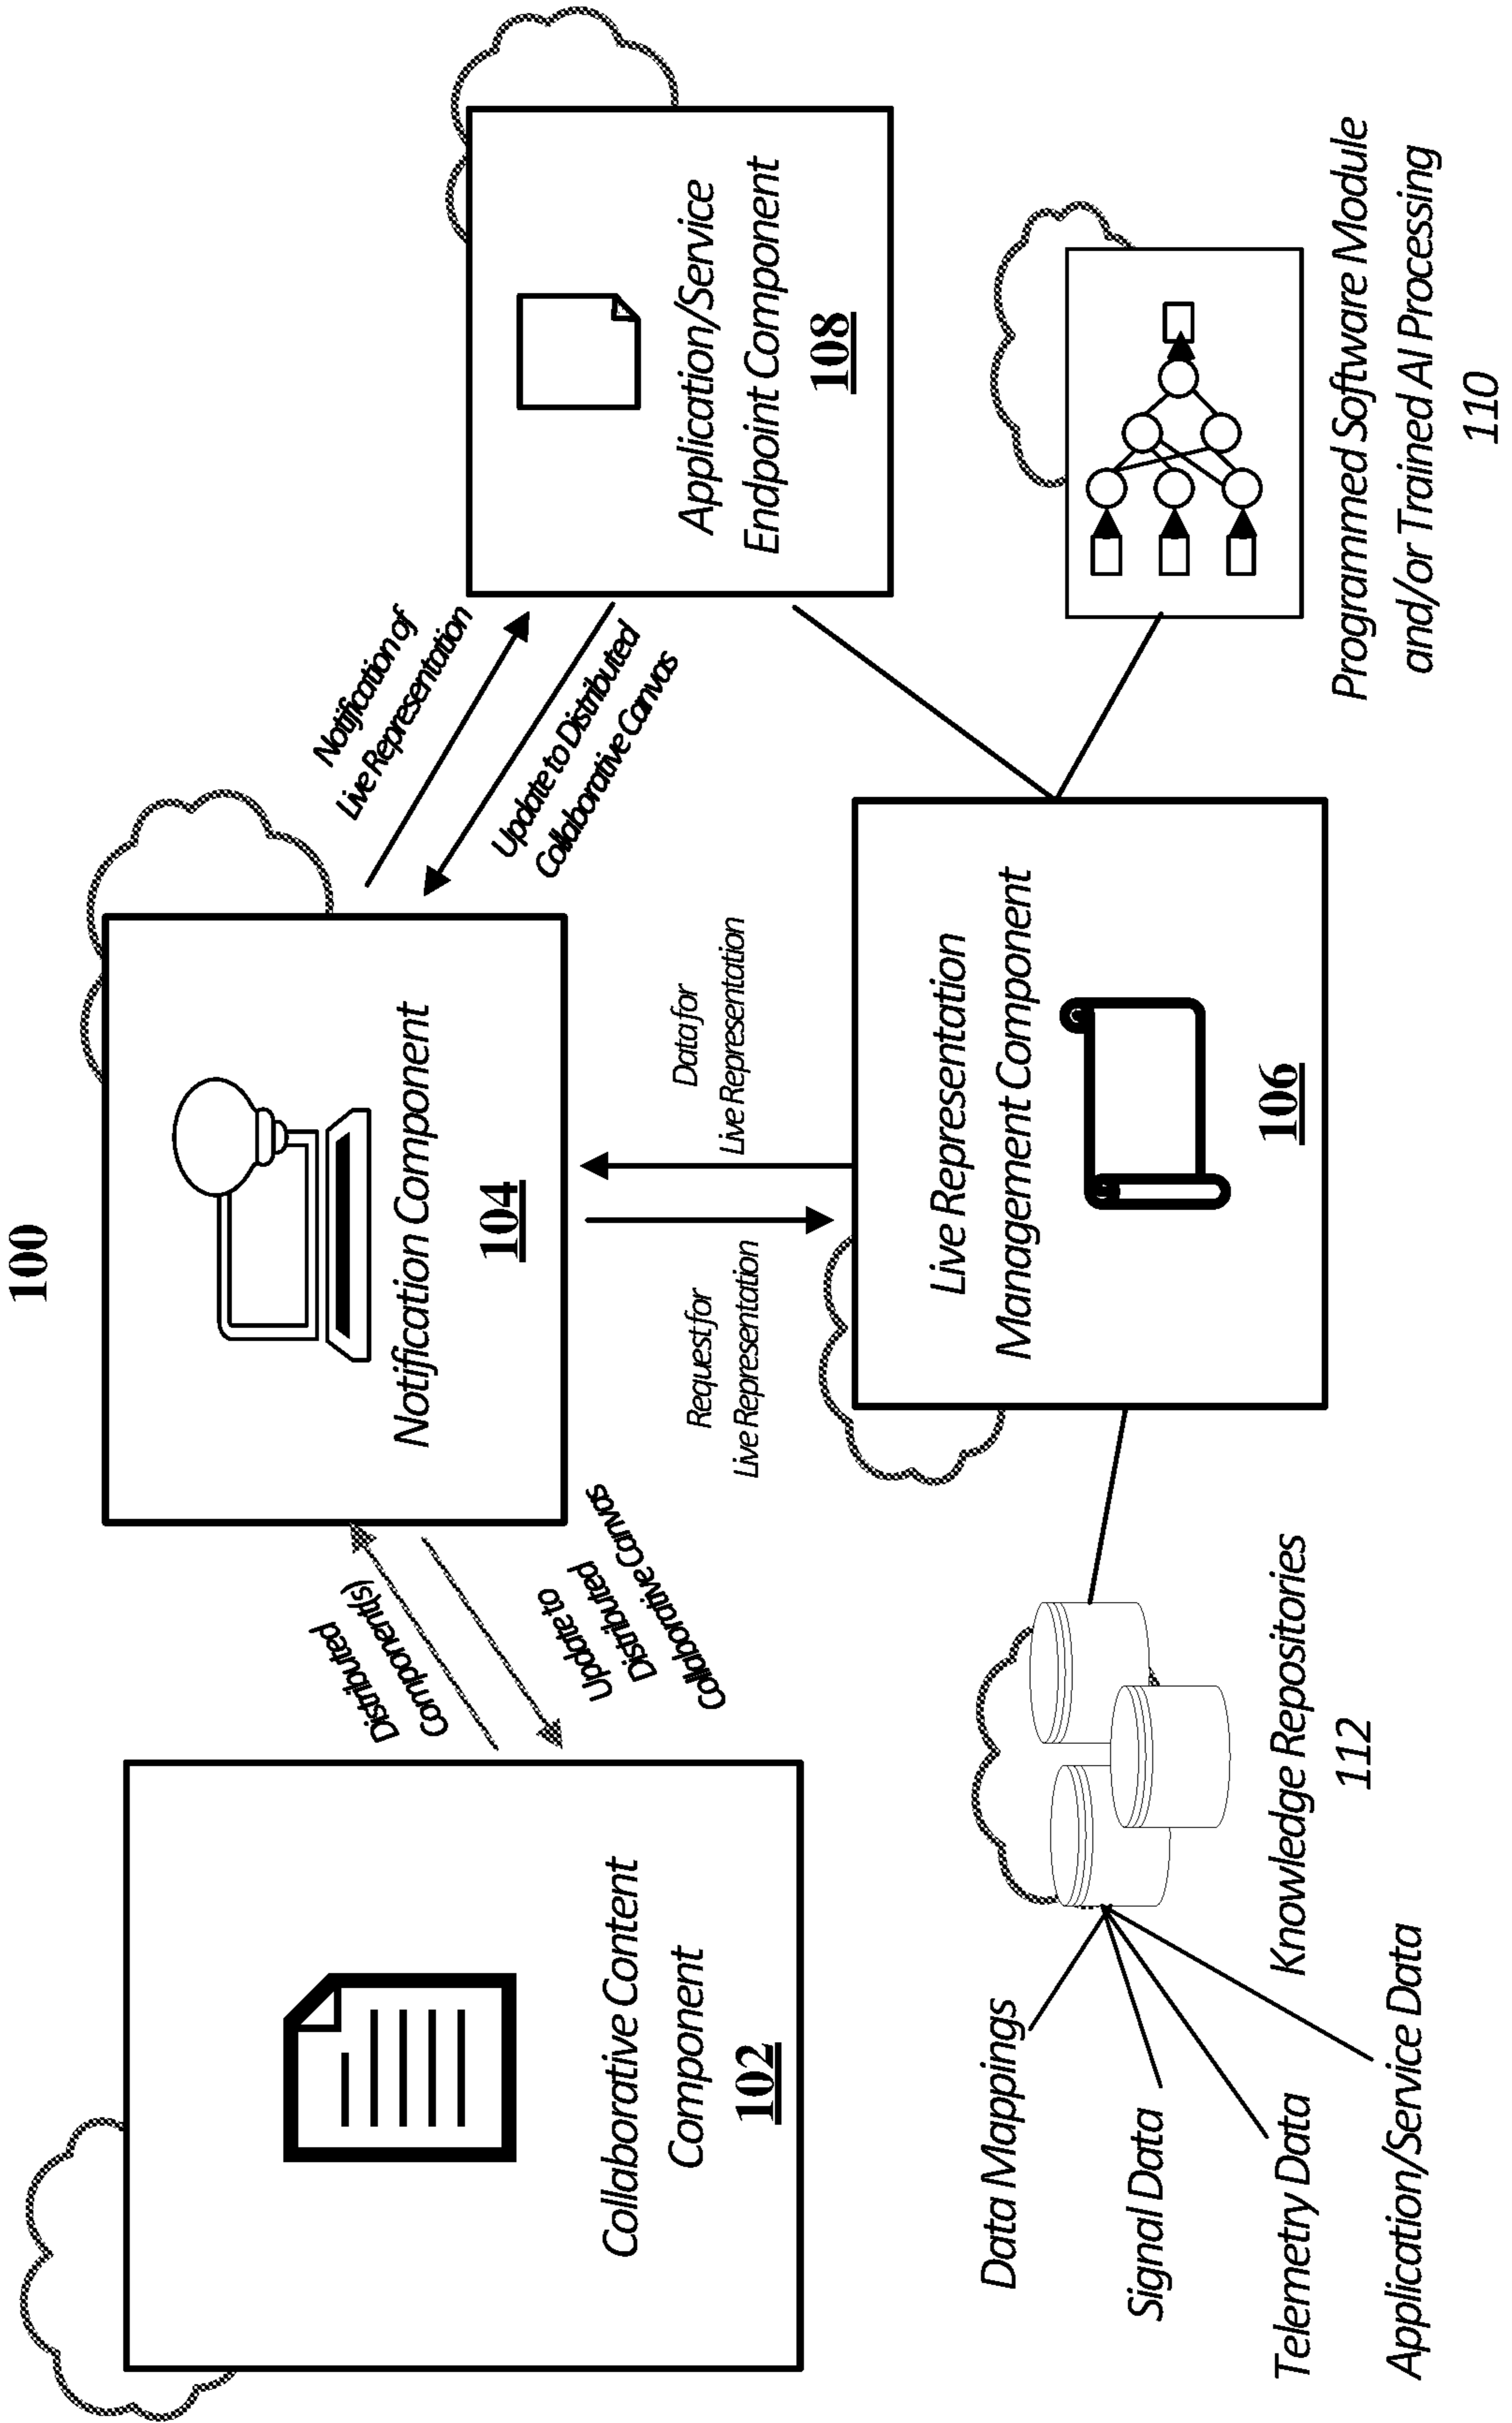 100
Collaborative Content
Component
102
Distributed
Component(s)
Update to
Distributed
Collaborative Canvas
Notification Component
104
Notification of
Live Representation
Update to Distributed
Collaborative Canvas
Application/Service
Endpoint Component
108
Request for
Live Representation
Data for
Live Representation
Live Representation
Management Component
106
Programmed Software Module
and/or Trained AI Processing
110
Knowledge Repositories
112
Data Mappings
Signal Data
Telemetry Data
Application/Service Data